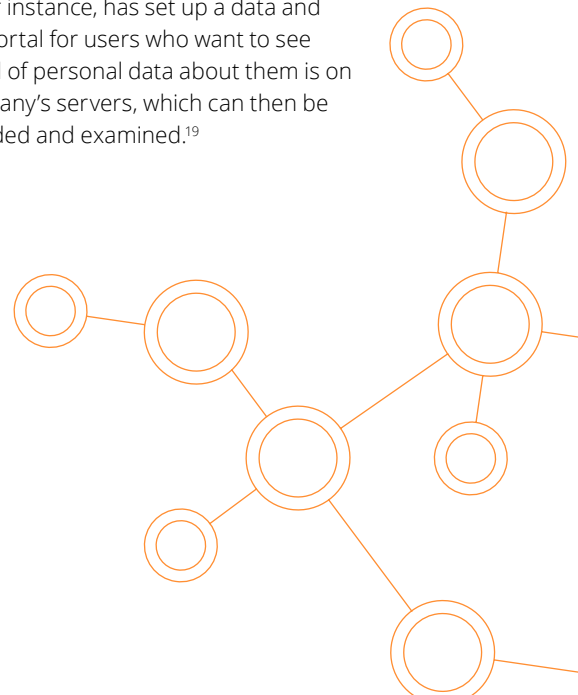 r instance, has set up a data and
ortal for users who want to see
l of personal data about them is on
any’s servers, which can then be
ded and examined.19